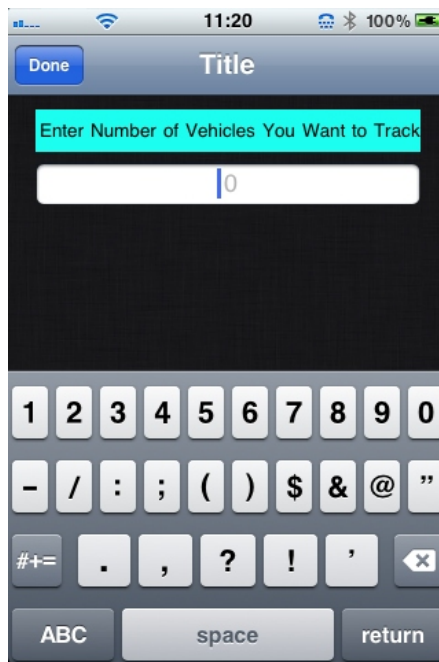 11:20 100%
Done Title
Enter Number of Vehicles You Want to Track
0
1 2 3 4 5 6 7 8 9 0
- / : ; ( ) $ & @ ”
#+= . , ? ! ’
ABC space return